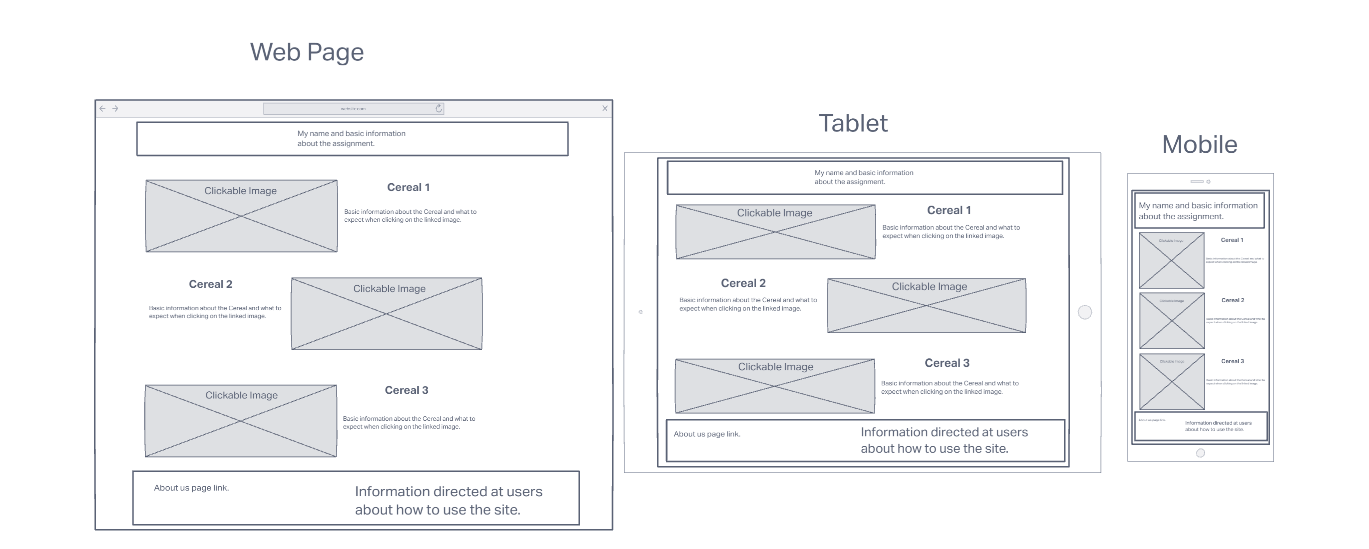 Web Page
My name and basic information
about the assignment.
Clickable Image
Cereal 1
Basic information about the Cereal and what to
expect when clicking on the linked image.
Cereal 2
Basic information about the Cereal and what to
expect when clicking on the linked image.
Clickable Image
Clickable Image
Cereal 3
Basic information about the Cereal and what to
expect when clicking on the linked image.
About us page link.
Information directed at users
about how to use the site.
Tablet
My name and basic information
about the assignment.
Clickable Image
Cereal 1
Basic information about the Cereal and what to
expect when clicking on the linked image.
Cereal 2
Basic information about the Cereal and what to
expect when clicking on the linked image.
Clickable Image
Clickable Image
Cereal 3
Basic information about the Cereal and what to
expect when clicking on the linked image.
About us page link.
Information directed at users
about how to use the site.
Mobile
My name and basic information
about the assignment.
Clickable Image
Cereal 1
Clickable Image
Cereal 2
Clickable Image
Cereal 3
Information directed at users
about how to use the site.